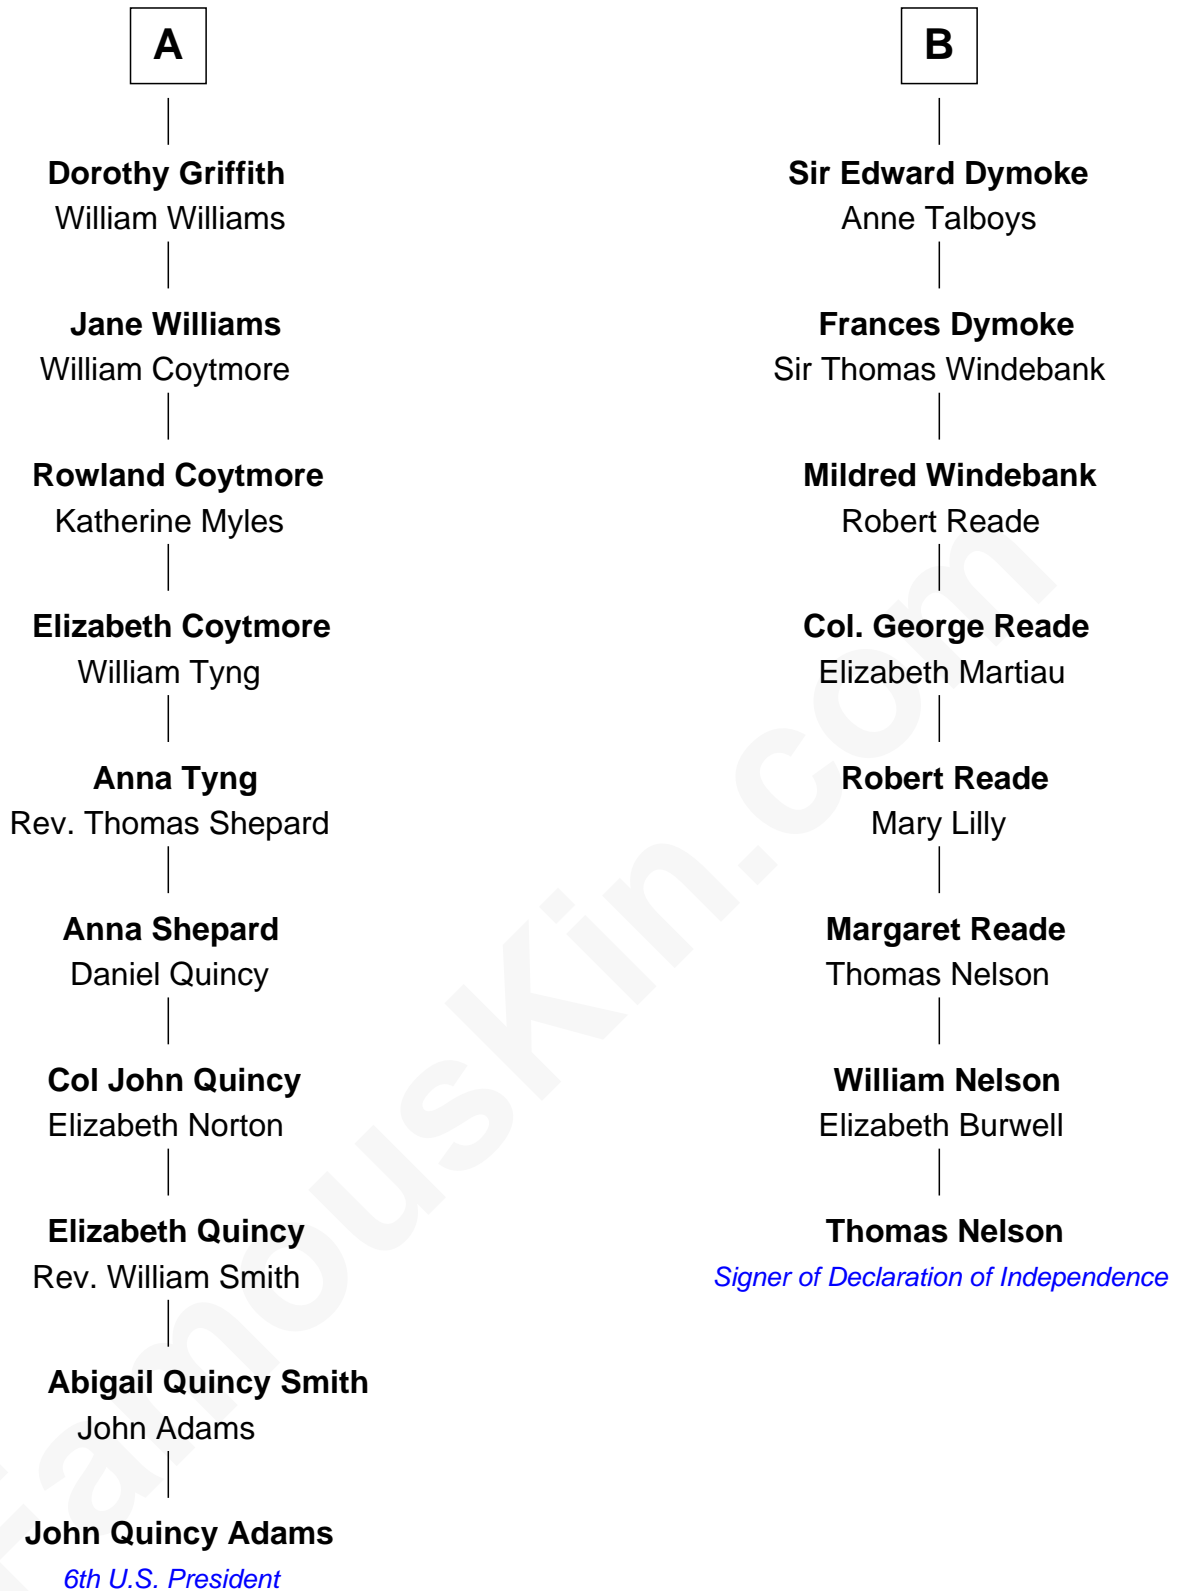 A
Dorothy Griffith
William Williams
Jane Williams
William Coytmore
Rowland Coytmore
Katherine Myles
Elizabeth Coytmore
William Tyng
Anna Tyng
Rev. Thomas Shepard
Anna Shepard
Daniel Quincy
Col John Quincy
Elizabeth Norton
Elizabeth Quincy
Rev. William Smith
Abigail Quincy Smith
John Adams
John Quincy Adams
6th U.S. President
B
Sir Edward Dymoke
Anne Talboys
Frances Dymoke
Sir Thomas Windebank
Mildred Windebank
Robert Reade
Col. George Reade
Elizabeth Martiau
Robert Reade
Mary Lilly
Margaret Reade
Thomas Nelson
William Nelson
Elizabeth Burwell
Thomas Nelson
Signer of Declaration of Independence
FamousKin.com